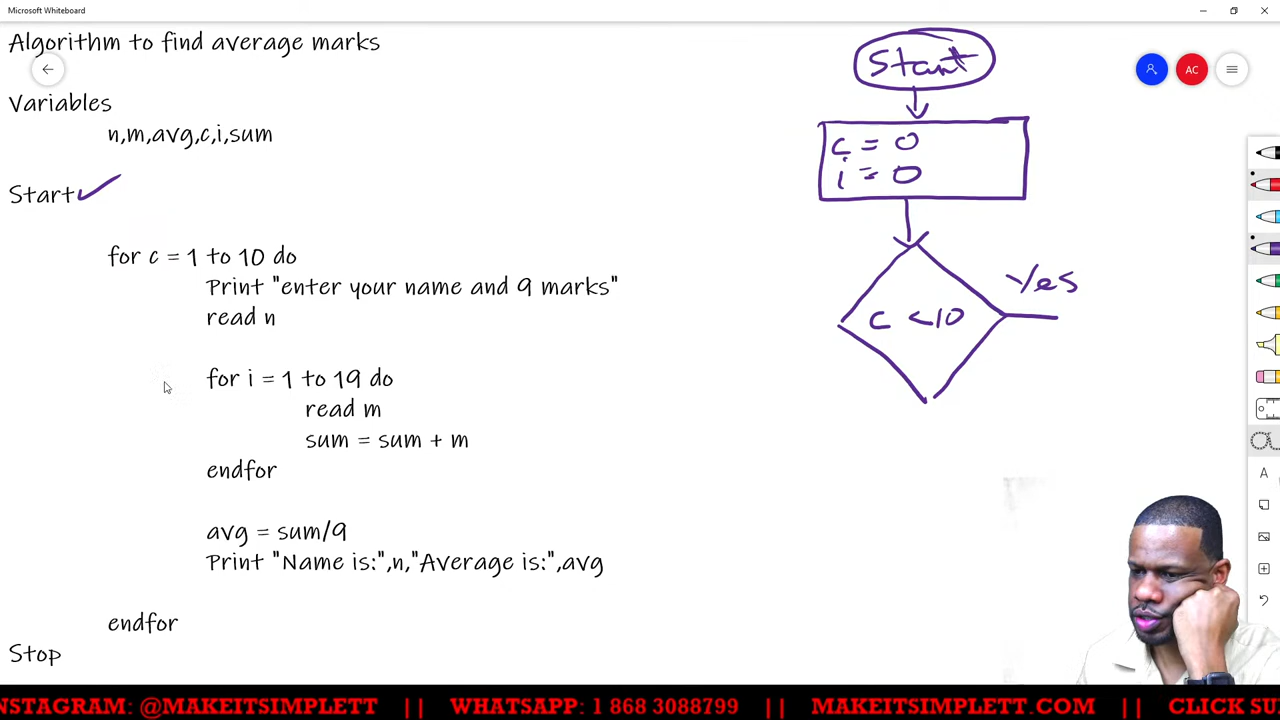 Microsoft Whiteboard
Algorithm to find average marks
Variables
n,m,avg,c,i,sum
Start
for c = 1 to 10 do
Print "enter your name and 9 marks"
read n
for i = 1 to 19 do
read m
sum = sum + m
endfor
avg = sum/9
Print "Name is:",n,"Average is:",avg
endfor
Stop
Start
c = 0
i = 0
c < 10
Yes
AC
A
NSTAGRAM: @MAKEITSIMPLETT || WHATSAPP: 1 868 3088799 || MAKEITSIMPLETT.COM || CLICK SU